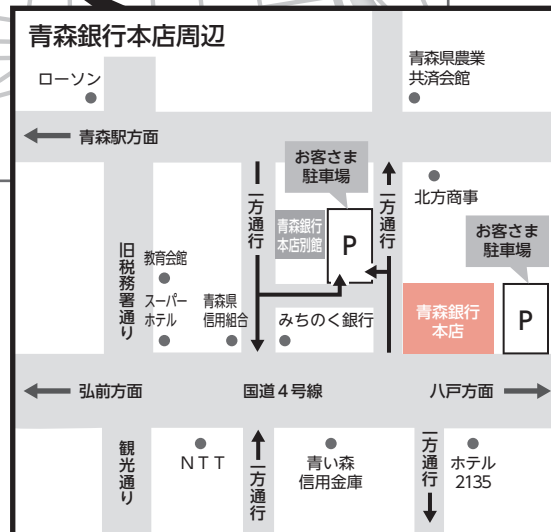 青森銀行本店周辺
ローソン
青森県農業
共済会館
青森駅方面
お客さま
駐車場
北方商事
一方通行
一方通行
青森銀行
本店別館
P
お客さま
駐車場
旧税務署通り
教育会館
スーパー
ホテル
青森県
信用組合
みちのく銀行
青森銀行
本店
P
弘前方面
国道4号線
八戸方面
観光通り
NTT
一方通行
青い森
信用金庫
一方通行
ホテル
2135